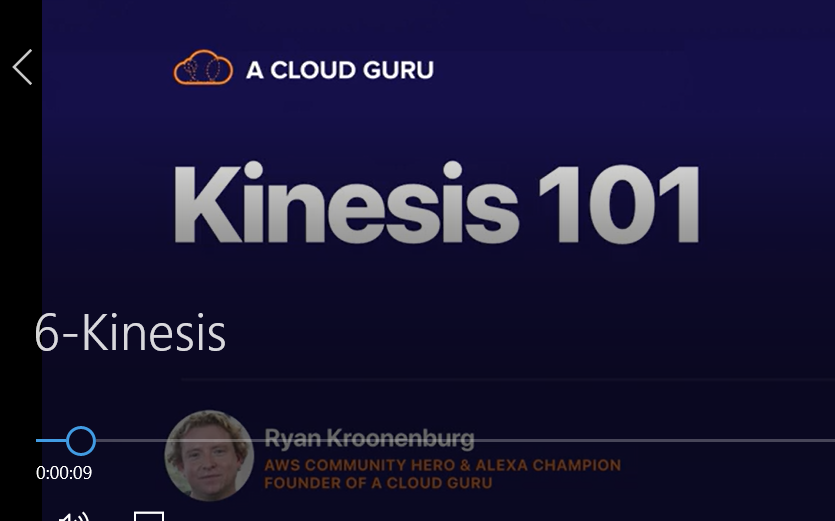 A CLOUD GURU
Kinesis 101
6-Kinesis
Ryan Kroonenburg
AWS COMMUNITY HERO & ALEXA CHAMPION
FOUNDER OF A CLOUD GURU
0:00:09